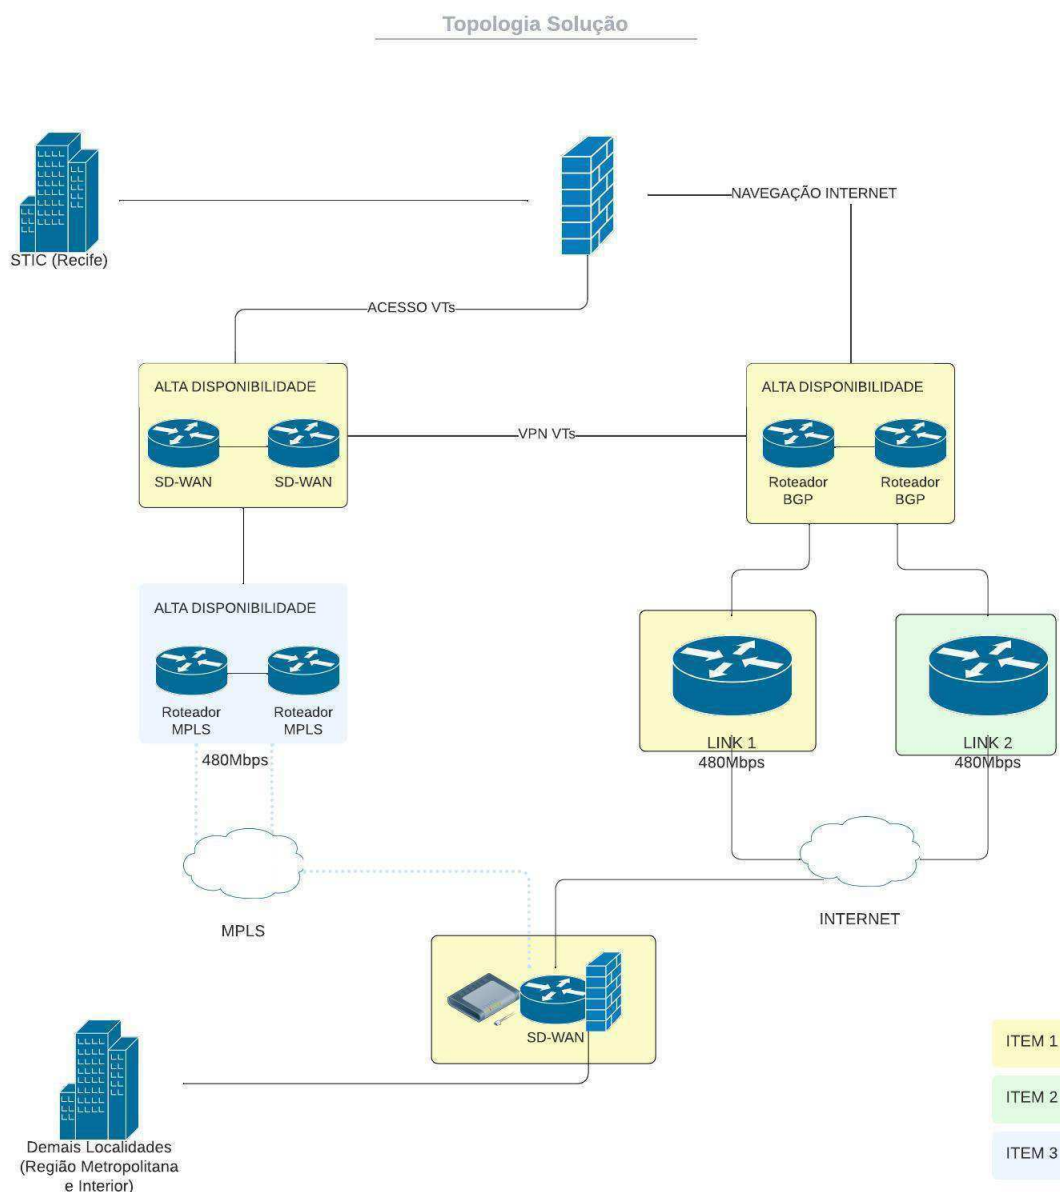 Topologia Solução
STIC (Recife)
NAVEGAÇÃO INTERNET
ACESSO VTs
ALTA DISPONIBILIDADE
SD-WAN
SD-WAN
VPN VTs
ALTA DISPONIBILIDADE
Roteador
BGP
Roteador
BGP
ALTA DISPONIBILIDADE
Roteador
MPLS
Roteador
MPLS
480Mbps
LINK 1
480Mbps
LINK 2
480Mbps
MPLS
INTERNET
SD-WAN
Demais Localidades
(Região Metropolitana
e Interior)
ITEM 1
ITEM 2
ITEM 3